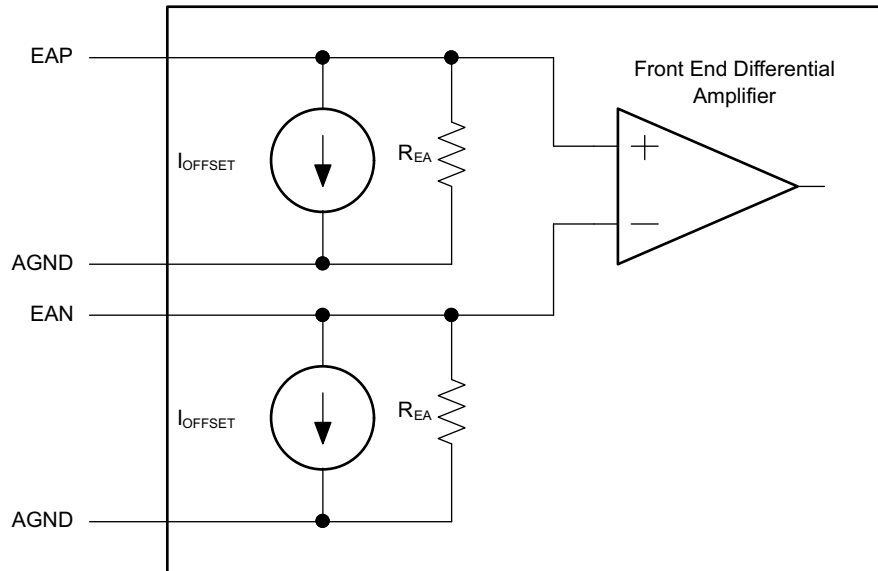 EAP
Front End Differential
Amplifier
IOFFSET
REA
AGND
EAN
IOFFSET
REA
AGND